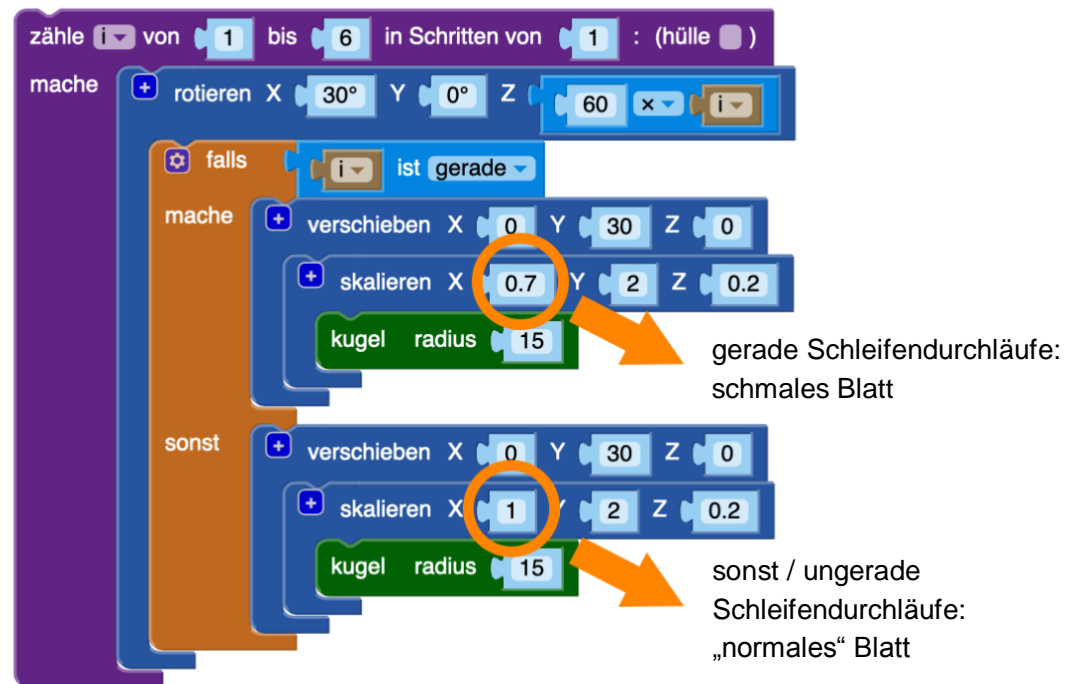 zähle i von 1 bis 6 in Schritten von 1 : (hülle )
mache rotieren X 30° Y 0° Z 60 × i
falls i ist gerade
mache verschieben X 0 Y 30 Z 0
skalieren X 0.7 Y 2 Z 0.2
kugel radius 15
gerade Schleifendurchläufe:
schmales Blatt
sonst verschieben X 0 Y 30 Z 0
skalieren X 1 Y 2 Z 0.2
kugel radius 15
sonst / ungerade
Schleifendurchläufe:
„normales“ Blatt